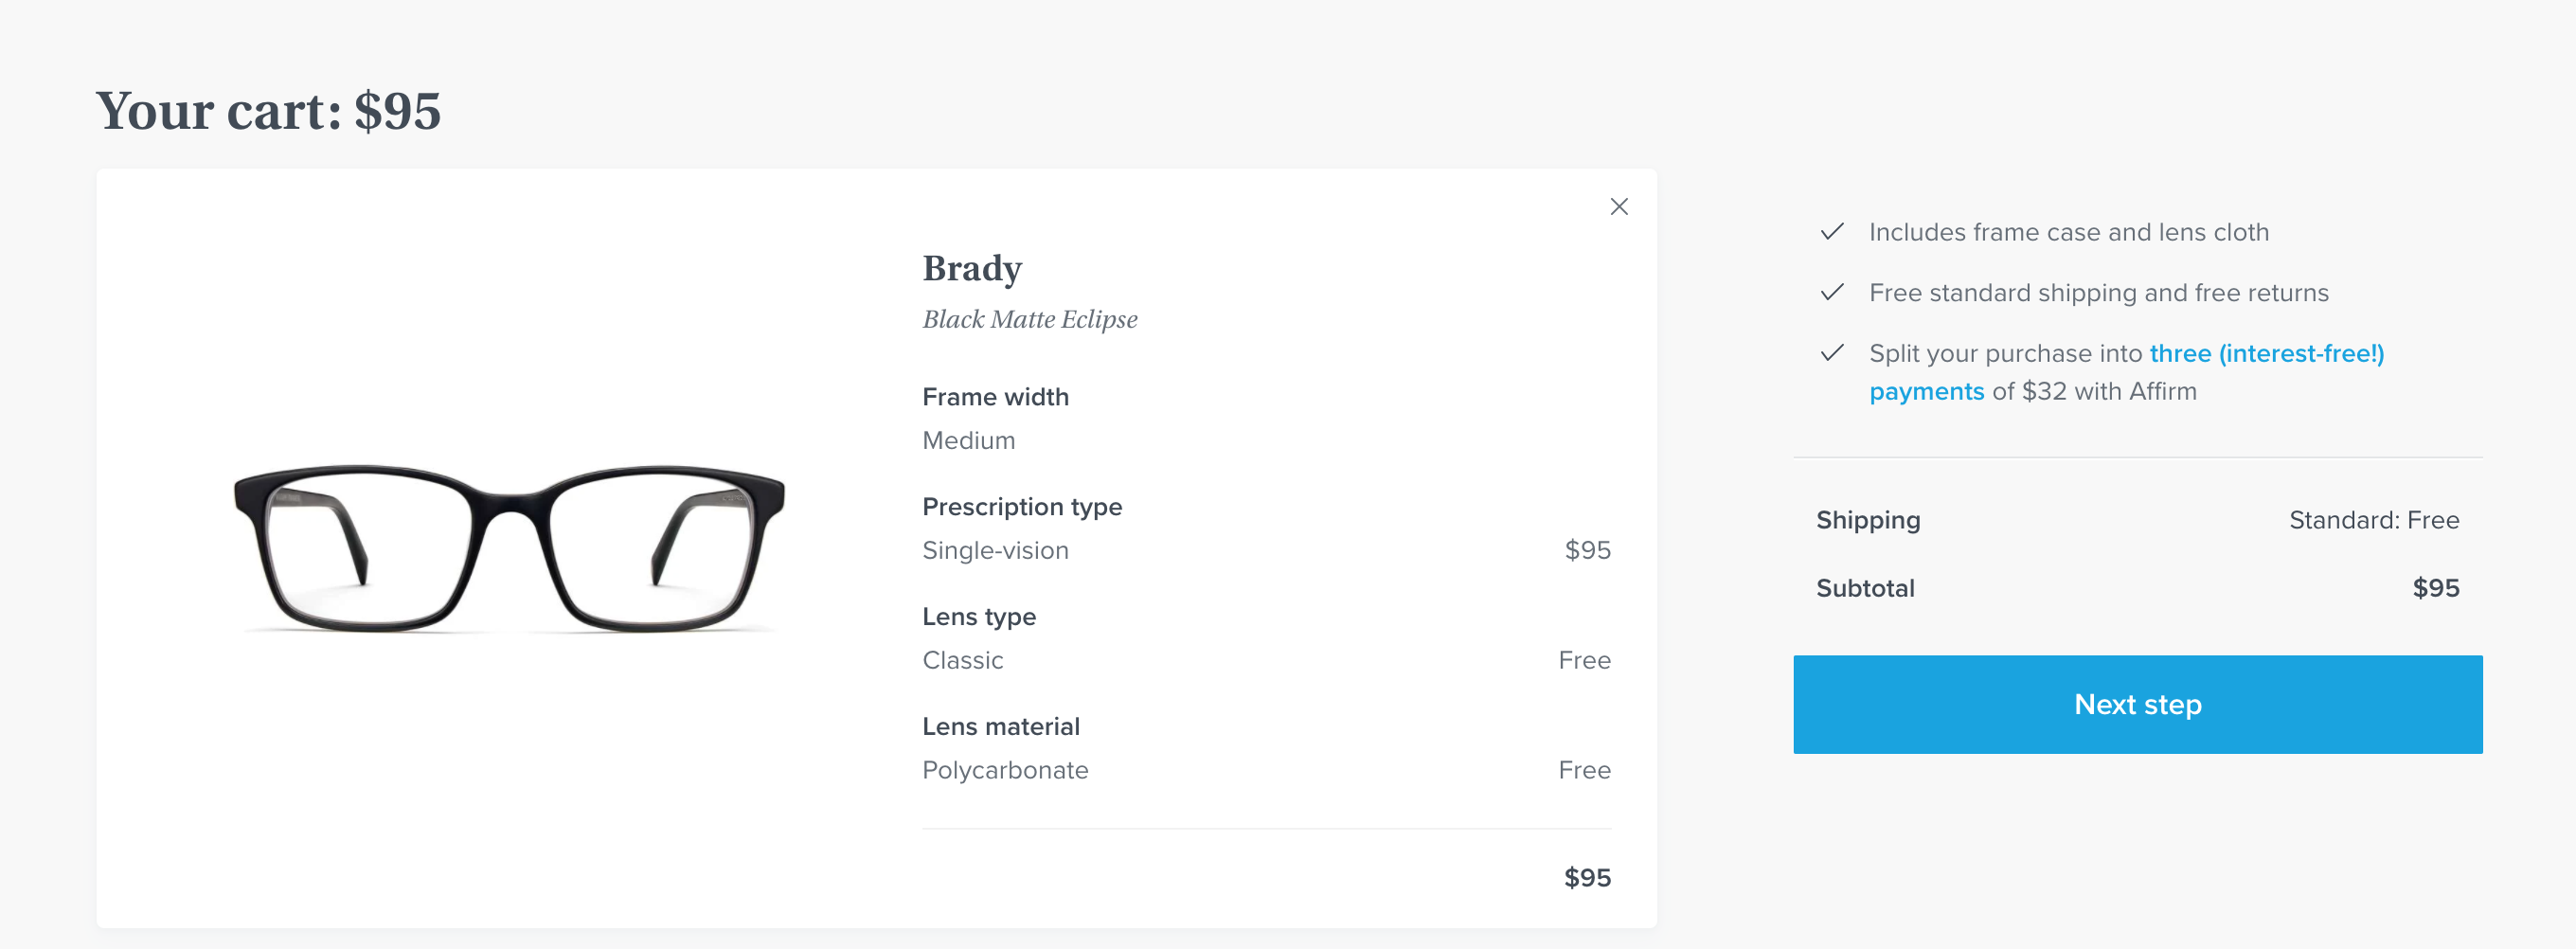 Your cart: $95
Brady
Black Matte Eclipse
Frame width
Medium
Prescription type
Single-vision $95
Lens type
Classic Free
Lens material
Polycarbonate Free
$95
Includes frame case and lens cloth
Free standard shipping and free returns
Split your purchase into three (interest-free!)
payments of $32 with Affirm
Shipping Standard: Free
Subtotal $95
Next step